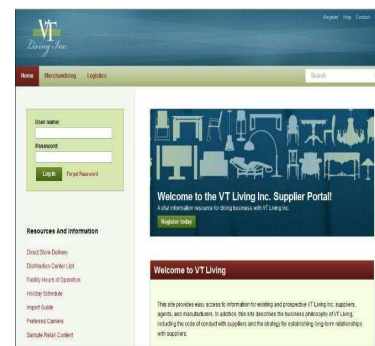 Register Help Contact
VT
Living Inc.
Home Merchandising Logistics
Search
User name:
Password:
Log In Forgot Password
Resources And Information
Direct Store Delivery
Distribution Center List
Facility Hours of Operation
Holiday Schedule
Import Guide
Preferred Carriers
Sample Retail Content
Welcome to the VT Living Inc. Supplier Portal!
A vital information resource for doing business with VT Living Inc.
Register today
Welcome to VT Living
This site provides easy access to information for existing and prospective VT Living Inc. suppliers,
agents, and manufacturers. In addition, this site describes the business philosophy of VT Living,
including the code of conduct with suppliers and the strategy for establishing long-term relationships
with suppliers.